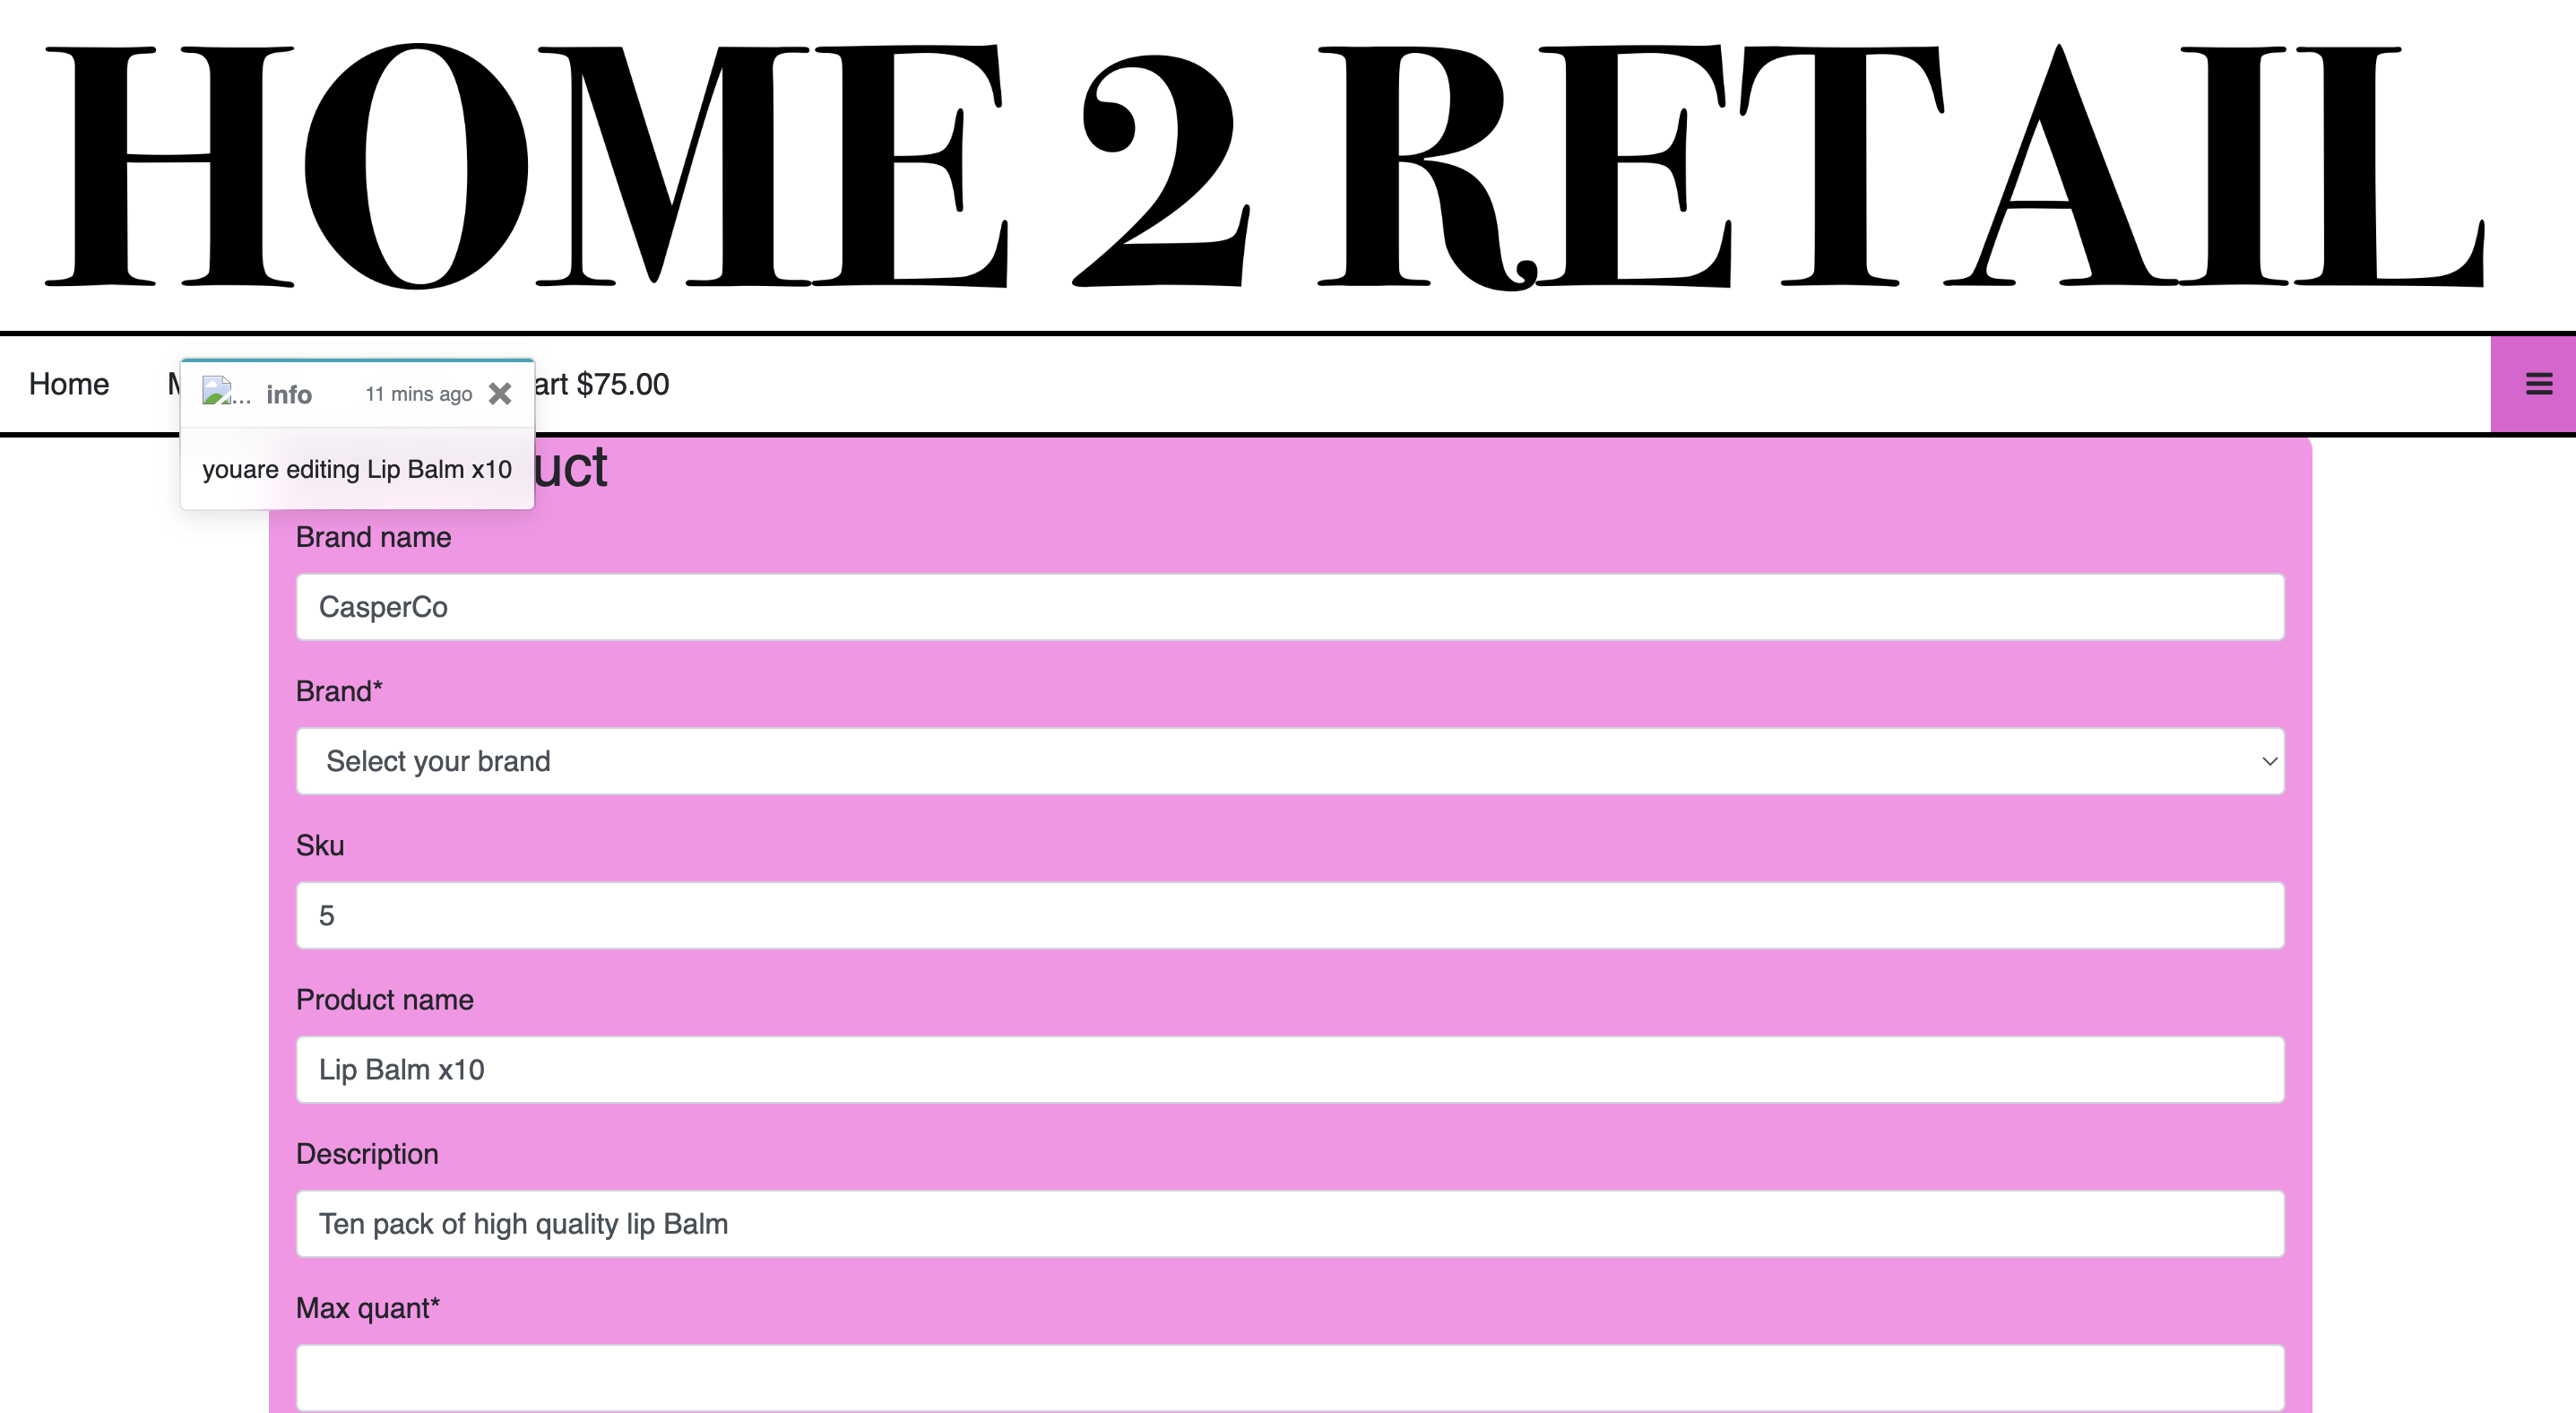 HOME 2 RETAIL
Home
art $75.00
... info 11 mins ago
youare editing Lip Balm x10
uct
Brand name
CasperCo
Brand*
Select your brand
Sku
5
Product name
Lip Balm x10
Description
Ten pack of high quality lip Balm
Max quant*